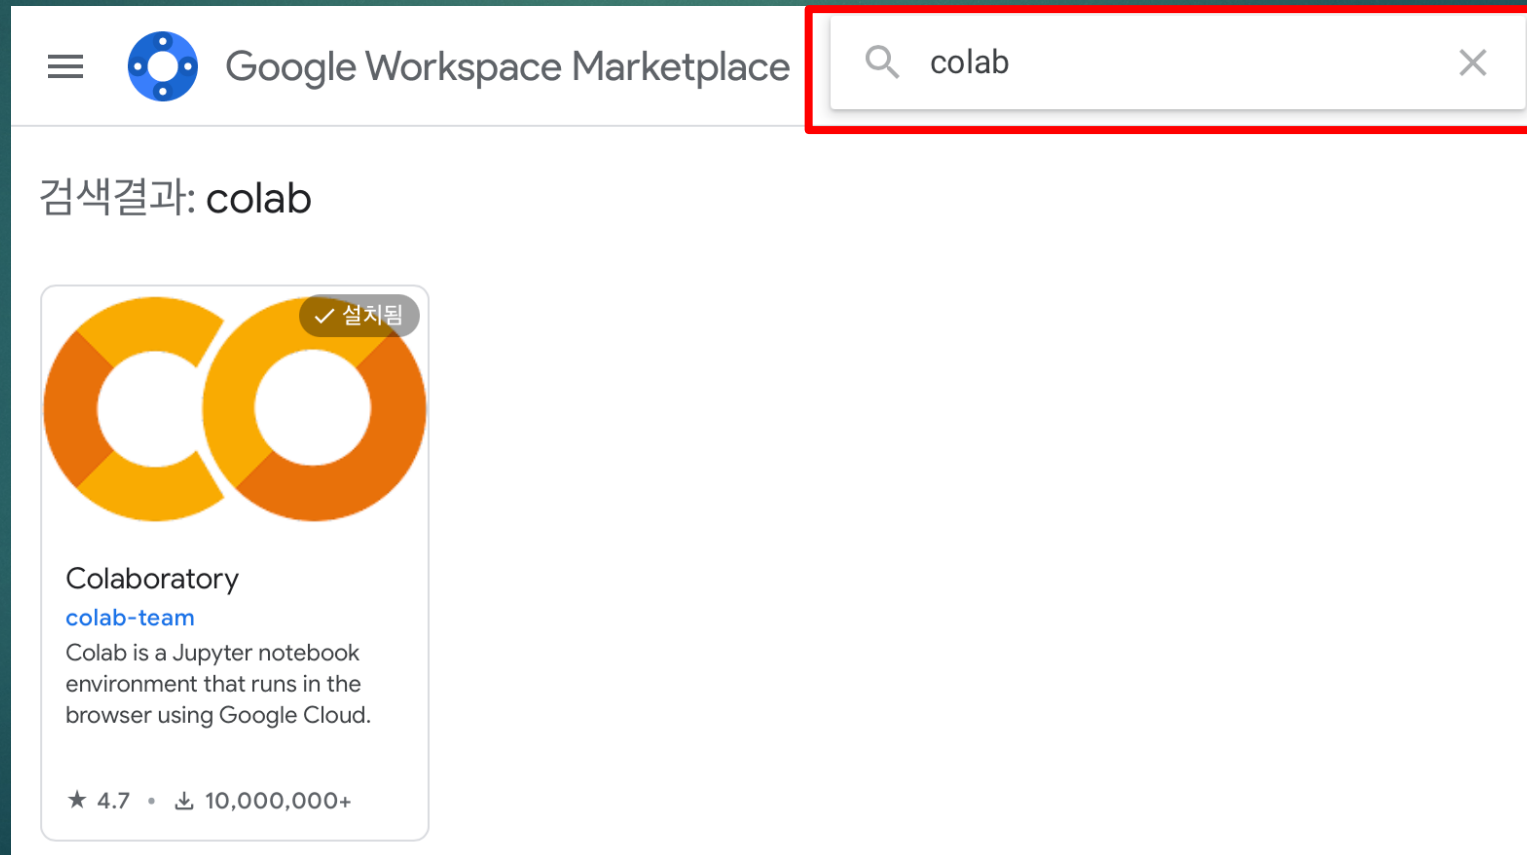 Google Workspace Marketplace
colab
검색결과: colab
설치됨
Colaboratory
colab-team
Colab is a Jupyter notebook
environment that runs in the
browser using Google Cloud.
4.7 • 10,000,000+